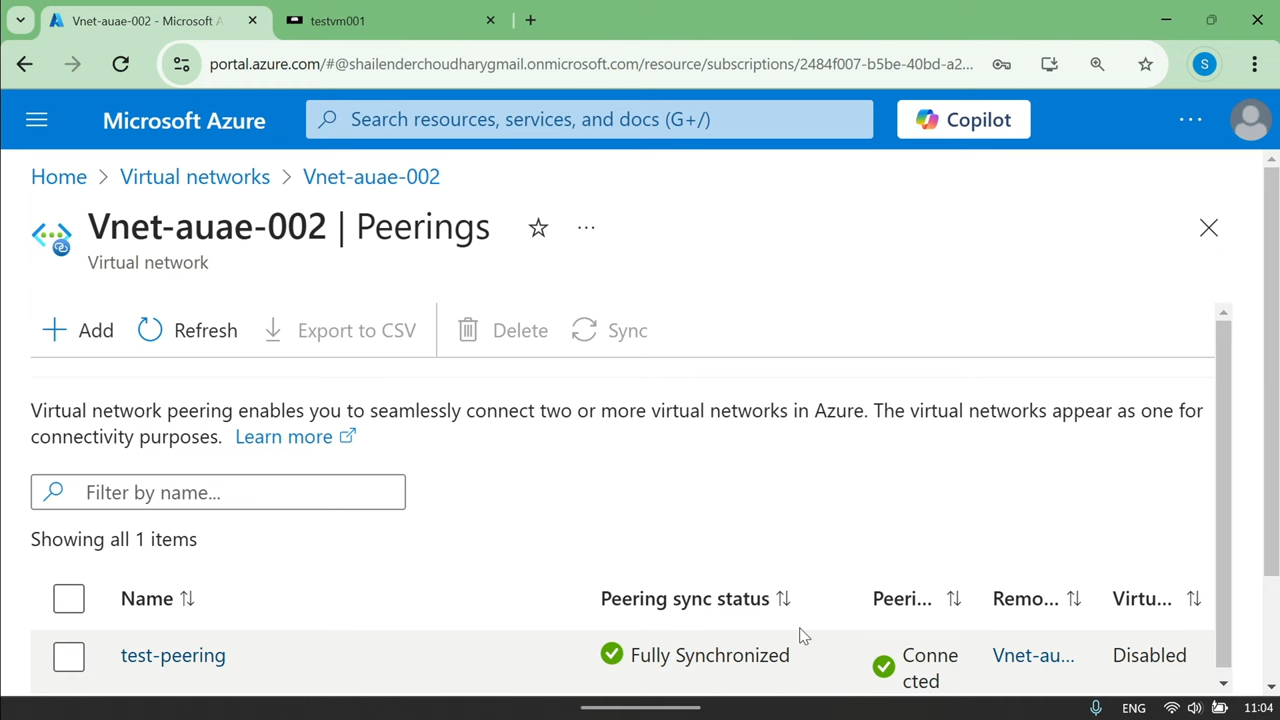 Vnet-auae-002 - Microsoft A
testvm001
portal.azure.com/#@shailenderchoudharygmail.onmicrosoft.com/resource/subscriptions/2484f007-b5be-40bd-a2...
S
Microsoft Azure
Search resources, services, and docs (G+/)
Copilot
Home > Virtual networks > Vnet-auae-002
Vnet-auae-002 | Peerings
Virtual network
Add Refresh Export to CSV Delete Sync
Virtual network peering enables you to seamlessly connect two or more virtual networks in Azure. The virtual networks appear as one for
connectivity purposes. Learn more
Filter by name...
Showing all 1 items
Name Peering sync status Peeri... Remo... Virtu...
test-peering Fully Synchronized Conne Vnet-au... Disabled
cted
ENG 11:04